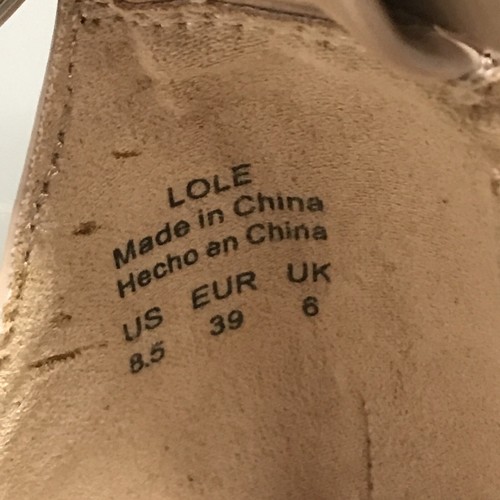 LOLE
Made in China
Hecho en China
US EUR UK
8.5 39 6